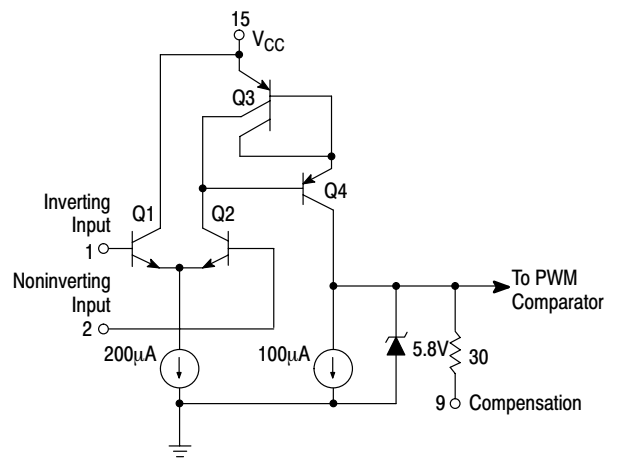 15
VCC
Q3
Q4
Inverting
Input
Q1
Q2
1
Noninverting
Input
2
To PWM
Comparator
200μA
100μA
5.8V
30
9
Compensation